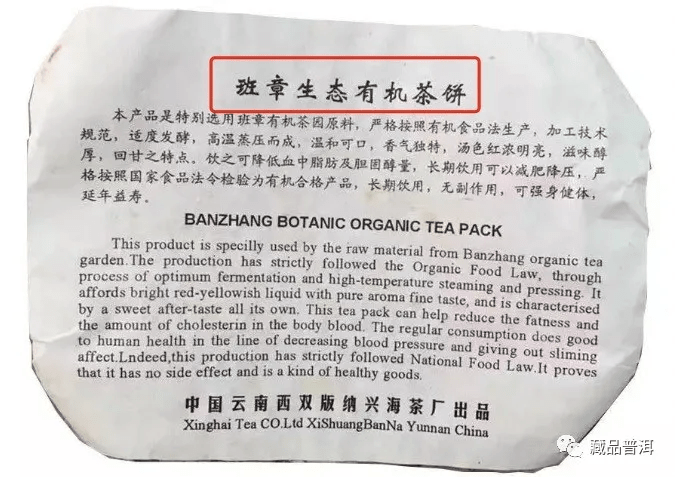 班章生态有机茶饼
本产品是特别选用班章有机茶园原料，严格按照有机食品法生产，加工技术
规范，适度发酵，高温蒸压而成，温和可口，香气独特，汤色红浓明亮，滋味醇
厚，回甘之特点。饮之可降低血中脂肪及胆固醇量，长期饮用可以减肥降压，严
格按照国家食品法令检验为有机合格产品，长期饮用，无副作用，可强身健体，
延年益寿。
BANZHANG BOTANIC ORGANIC TEA PACK
This product is specilly used by the raw material from Banzhang organic tea
garden.The production has strictly followed the Organic Food Law, through
process of optimum fermentation and high-temperature steaming and pressing. It
affords bright red-yellowish liquid with pure aroma fine taste, and is characterised
by a sweet after-taste all its own. This tea pack can help reduce the fatness and
the amount of cholesterin in the body blood. The regular consumption does good
to human health in the line of decreasing blood pressure and giving out sliming
affect.Lndeed,this production has strictly followed National Food Law.It proves
that it has no side effect and is a kind of healthy goods.
中国云南西双版纳兴海茶厂出品
Xinghai Tea CO.Ltd XiShuangBanNa Yunnan China
藏品普洱